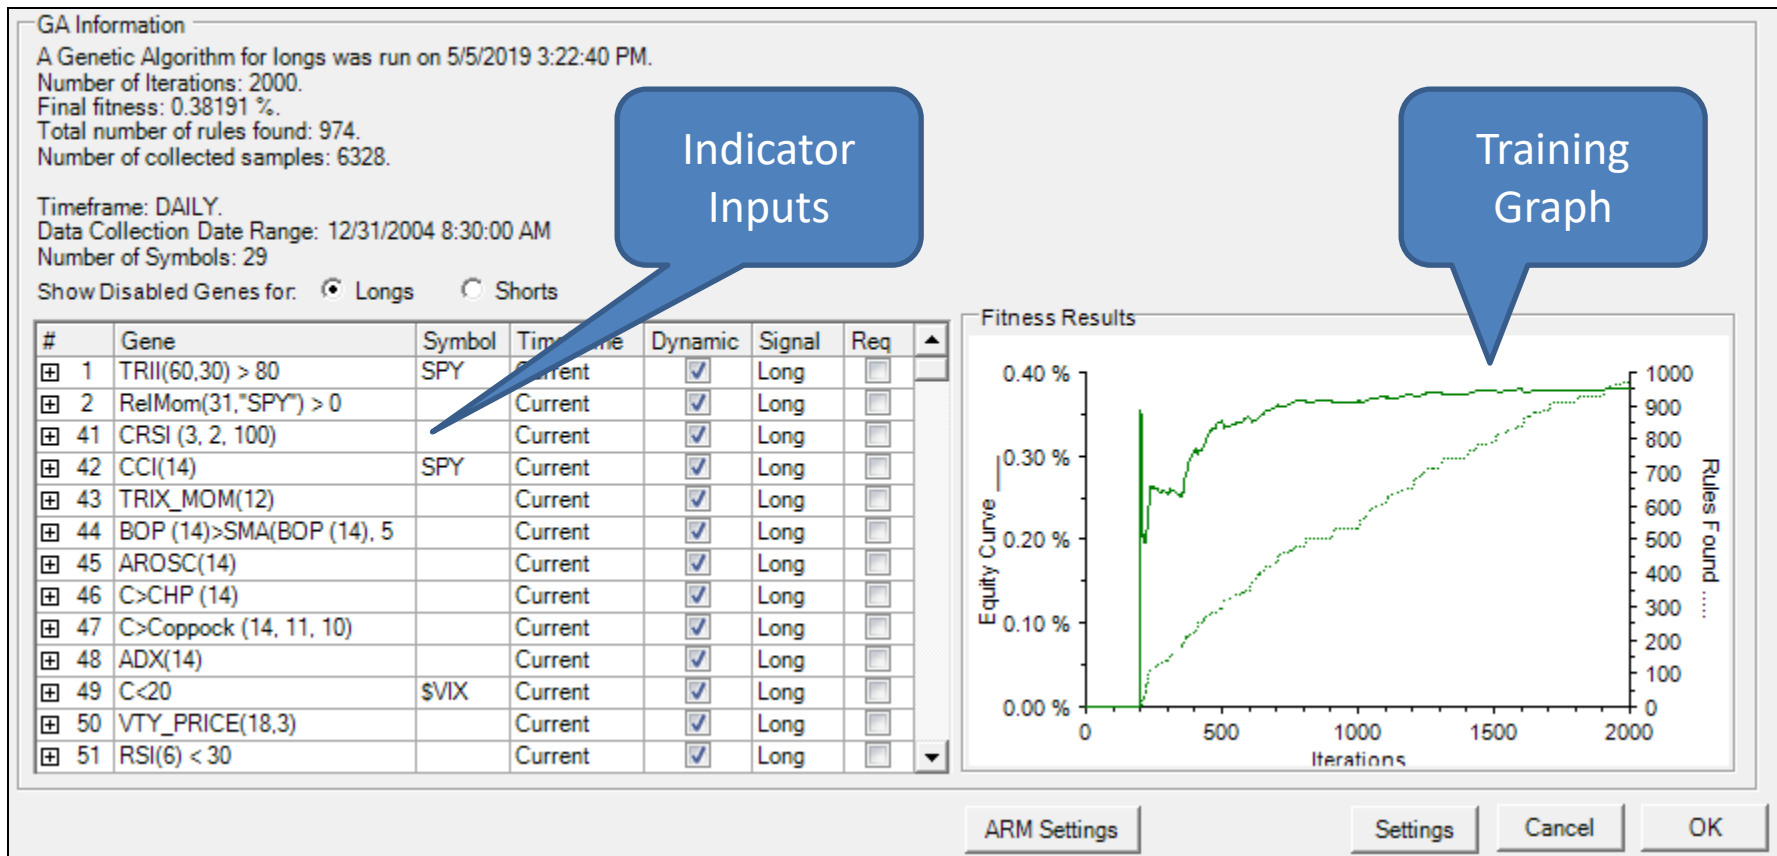 GA Information
A Genetic Algorithm for longs was run on 5/5/2019 3:22:40 PM.
Number of Iterations: 2000.
Final fitness: 0.38191 %.
Total number of rules found: 974.
Number of collected samples: 6328.
Timeframe: DAILY.
Data Collection Date Range: 12/31/2004 8:30:00 AM
Number of Symbols: 29
Show Disabled Genes for: Longs Shorts
Indicator
Inputs
Training
Graph
# Gene Symbol Dynamic Signal Req
1 TRII(60,30) > 80 SPY Current Long
2 RelMom(31,"SPY") > 0 Current Long
41 CRSI (3, 2, 100) Current Long
42 CCI(14) SPY Current Long
43 TRIX_MOM(12) Current Long
44 BOP (14)>SMA(BOP (14), 5 Current Long
45 AROSC(14) Current Long
46 C>CHP (14) Current Long
47 C>Coppock (14, 11, 10) Current Long
48 ADX(14) Current Long
49 C<20 $VIX Current Long
50 VTY_PRICE(18,3) Current Long
51 RSI(6) < 30 Current Long
Fitness Results
Equity Curve ___
0.40 %
0.30 %
0.20 %
0.10 %
0.00 %
0 500 1000 1500 2000
Iterations
1000
900
800
700
600
500
400
300
200
100
0
Rules Found .....
ARM Settings Settings Cancel OK